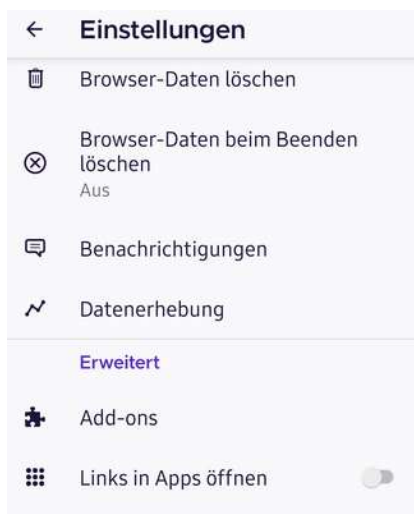 Einstellungen
Browser-Daten löschen
Browser-Daten beim Beenden
löschen
Aus
Benachrichtigungen
Datenerhebung
Erweitert
Add-ons
Links in Apps öffnen